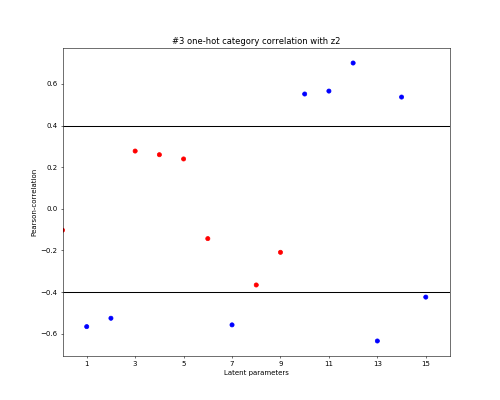 #3 one-hot category correlation with z2
Pearson-correlation
0.6
0.4
0.2
0.0
−0.2
−0.4
−0.6
1 3 5 7 9 11 13 15
Latent parameters